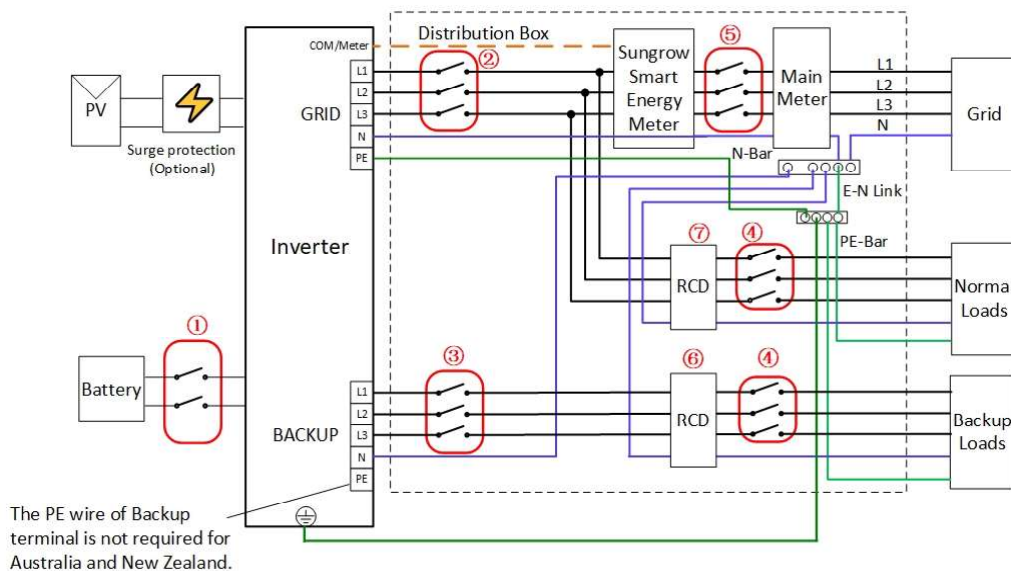 COM/Meter
Distribution Box
②
⑤
Sungrow
Smart
Energy
Meter
Main
Meter
L1
L2
L3
N
Grid
PV
Surge protection
(Optional)
GRID
L1
L2
L3
N
PE
N-Bar
E-N Link
PE-Bar
Inverter
⑦
④
RCD
Normal
Loads
①
Battery
③
⑥
④
RCD
Backup
Loads
BACKUP
L1
L2
L3
N
PE
The PE wire of Backup
terminal is not required for
Australia and New Zealand.